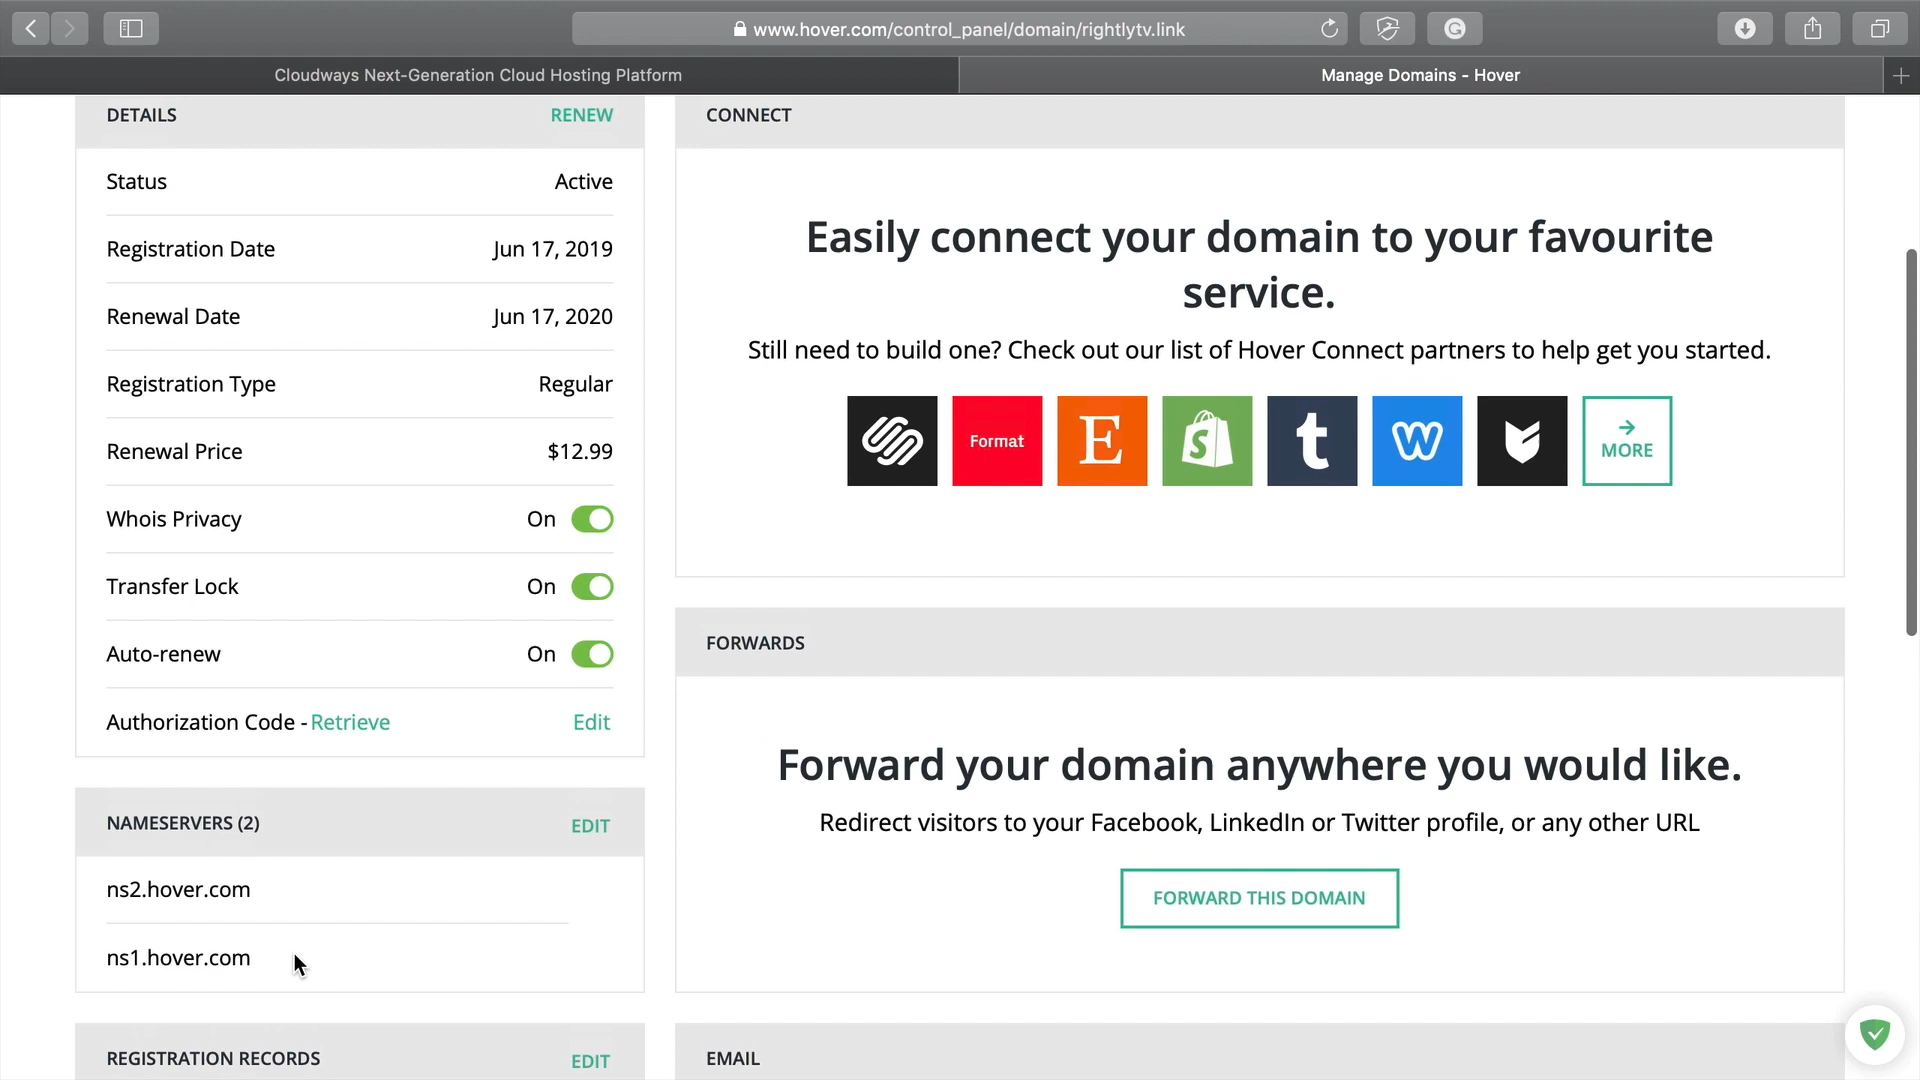 www.hover.com/control_panel/domain/rightlytv.link
Cloudways Next-Generation Cloud Hosting Platform
Manage Domains - Hover
DETAILS
RENEW
Status
Active
Registration Date
Jun 17, 2019
Renewal Date
Jun 17, 2020
Registration Type
Regular
Renewal Price
$12.99
Whois Privacy
On
Transfer Lock
On
Auto-renew
On
Authorization Code - Retrieve
Edit
NAMESERVERS (2)
EDIT
ns2.hover.com
ns1.hover.com
REGISTRATION RECORDS
EDIT
CONNECT
Easily connect your domain to your favourite
service.
Still need to build one? Check out our list of Hover Connect partners to help get you started.
Format
E
S
t
W
MORE
FORWARDS
Forward your domain anywhere you would like.
Redirect visitors to your Facebook, LinkedIn or Twitter profile, or any other URL
FORWARD THIS DOMAIN
EMAIL